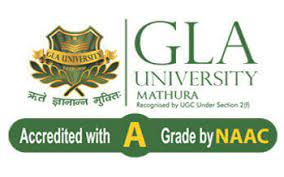 GLA UNIVERSITY
ऋते ज्ञानान्न मुक्तिः
GLA
UNIVERSITY
MATHURA
Recognised by UGC Under Section 2(f)
Accredited with A Grade by NAAC